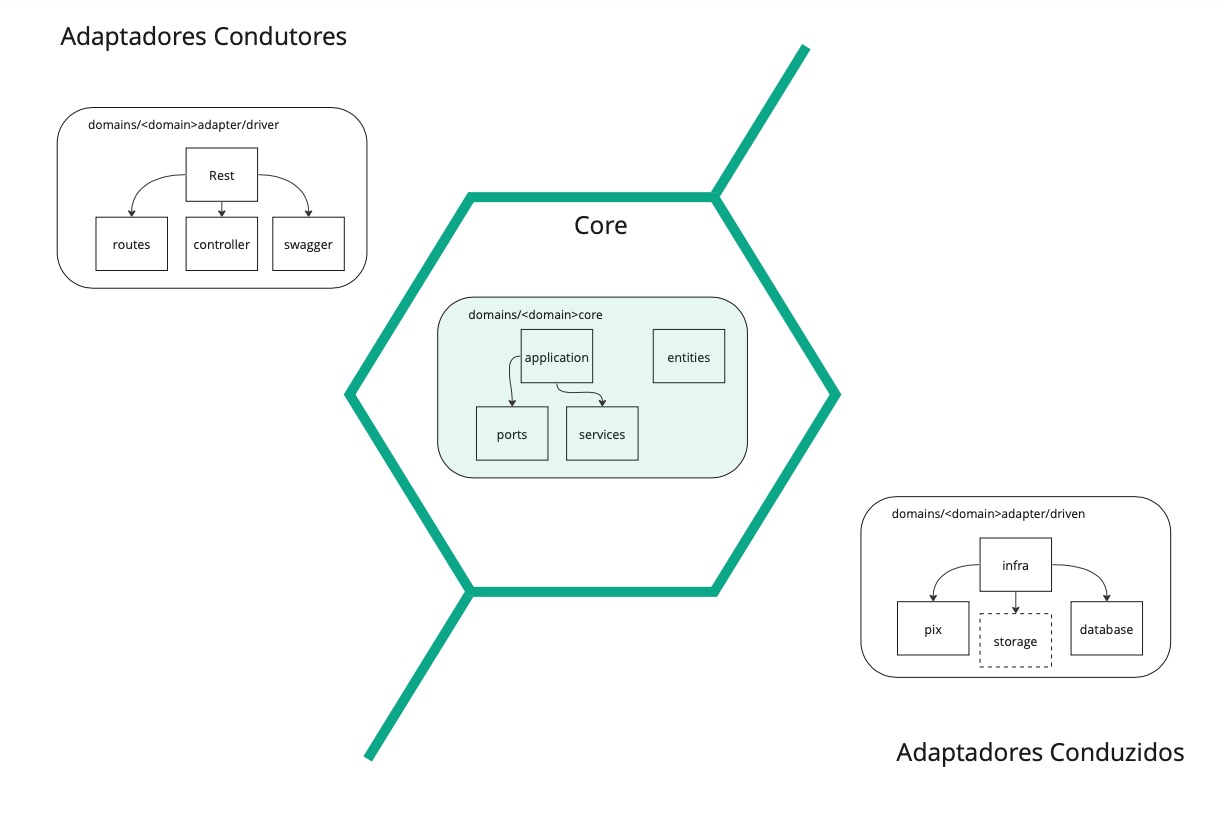 Adaptadores Condutores
domains/<domain>adapter/driver
Rest
routes
controller
swagger
Core
domains/<domain>core
application
entities
ports
services
domains/<domain>adapter/driven
infra
pix
storage
database
Adaptadores Conduzidos